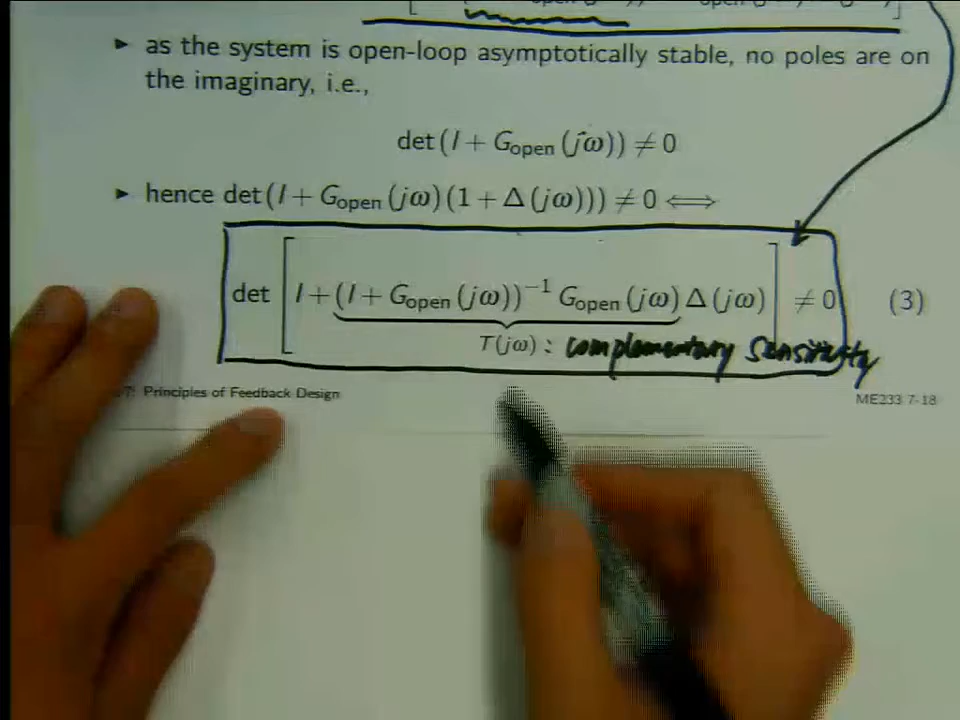 ▶ as the system is open-loop asymptotically stable, no poles are on
the imaginary, i.e.,
det(I + G_open(jω)) ≠ 0
▶ hence det(I + G_open(jω)(1 + Δ(jω))) ≠ 0 ⟺
det [I + (I + G_open(jω))⁻¹ G_open(jω) Δ(jω)] ≠ 0 (3)
T(jω) : complementary Sensitivity
7: Principles of Feedback Design
ME233 7-18